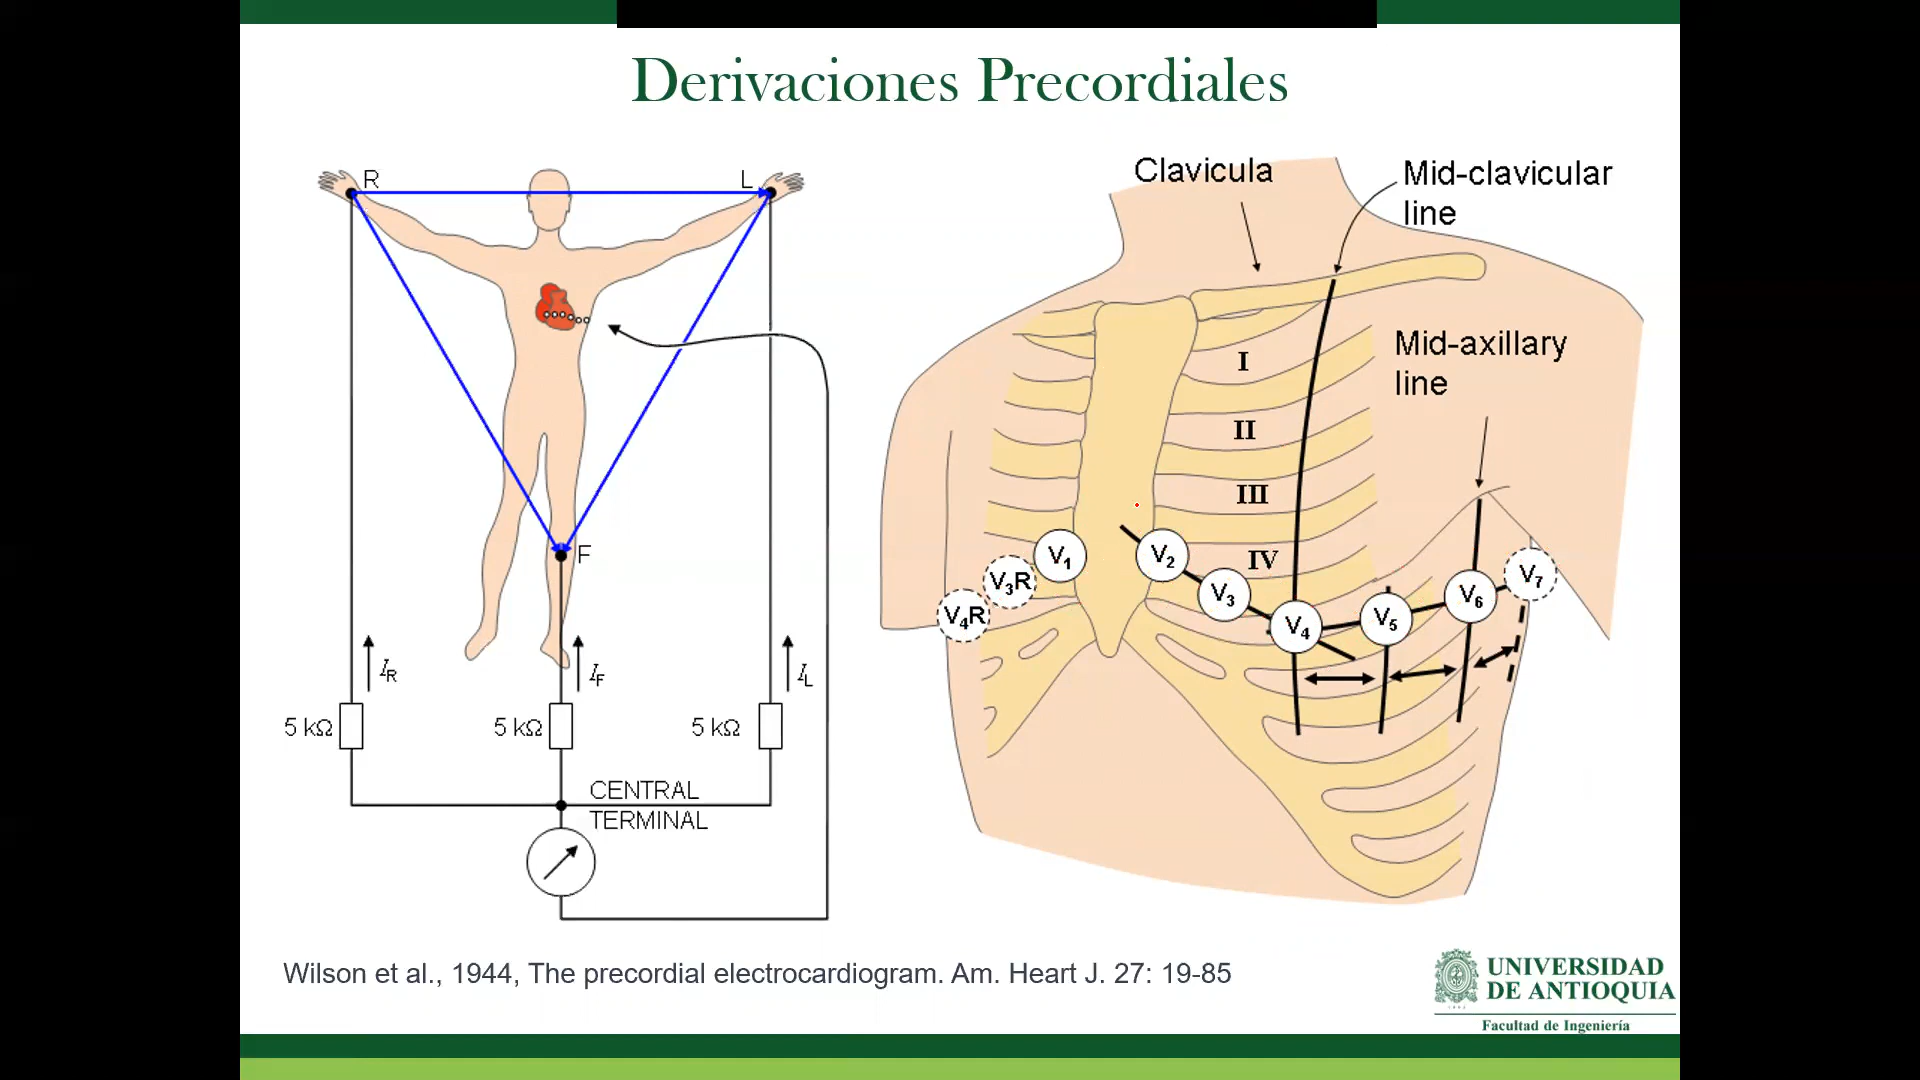 Derivaciones Precordiales
R
L
F
I_R
I_F
I_L
5 kΩ
5 kΩ
5 kΩ
CENTRAL
TERMINAL
Clavicula
Mid-clavicular
line
Mid-axillary
line
I
II
III
IV
V₁
V₂
V₃R
V₃
V₄R
V₄
V₅
V₆
V₇
Wilson et al., 1944, The precordial electrocardiogram. Am. Heart J. 27: 19-85
UNIVERSIDAD
DE ANTIOQUIA
Facultad de Ingeniería